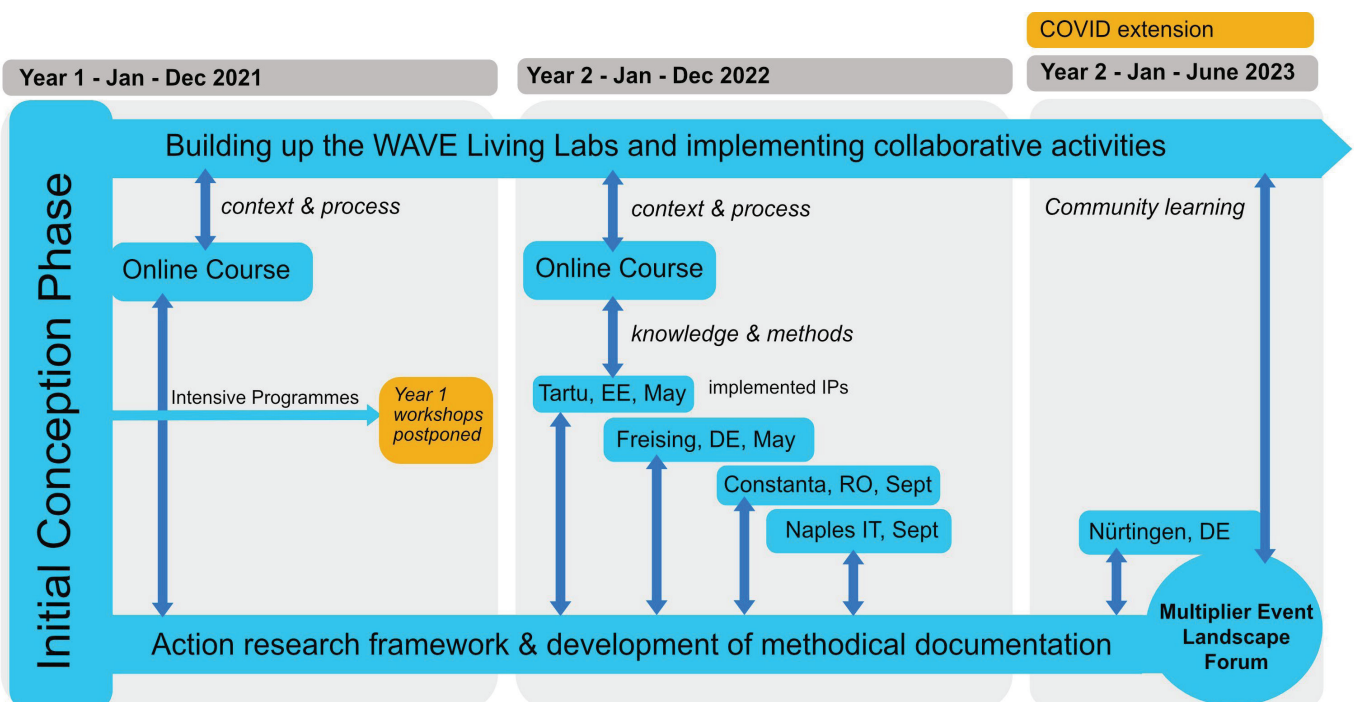 COVID extension
Year 1 - Jan - Dec 2021
Year 2 - Jan - Dec 2022
Year 2 - Jan - June 2023
Initial Conception Phase
Building up the WAVE Living Labs and implementing collaborative activities
context & process
context & process
Community learning
Online Course
Online Course
knowledge & methods
Intensive Programmes
Year 1
workshops
postponed
Tartu, EE, May
implemented IPs
Freising, DE, May
Constanta, RO, Sept
Naples IT, Sept
Nürtingen, DE
Action research framework & development of methodical documentation
Multiplier Event
Landscape
Forum